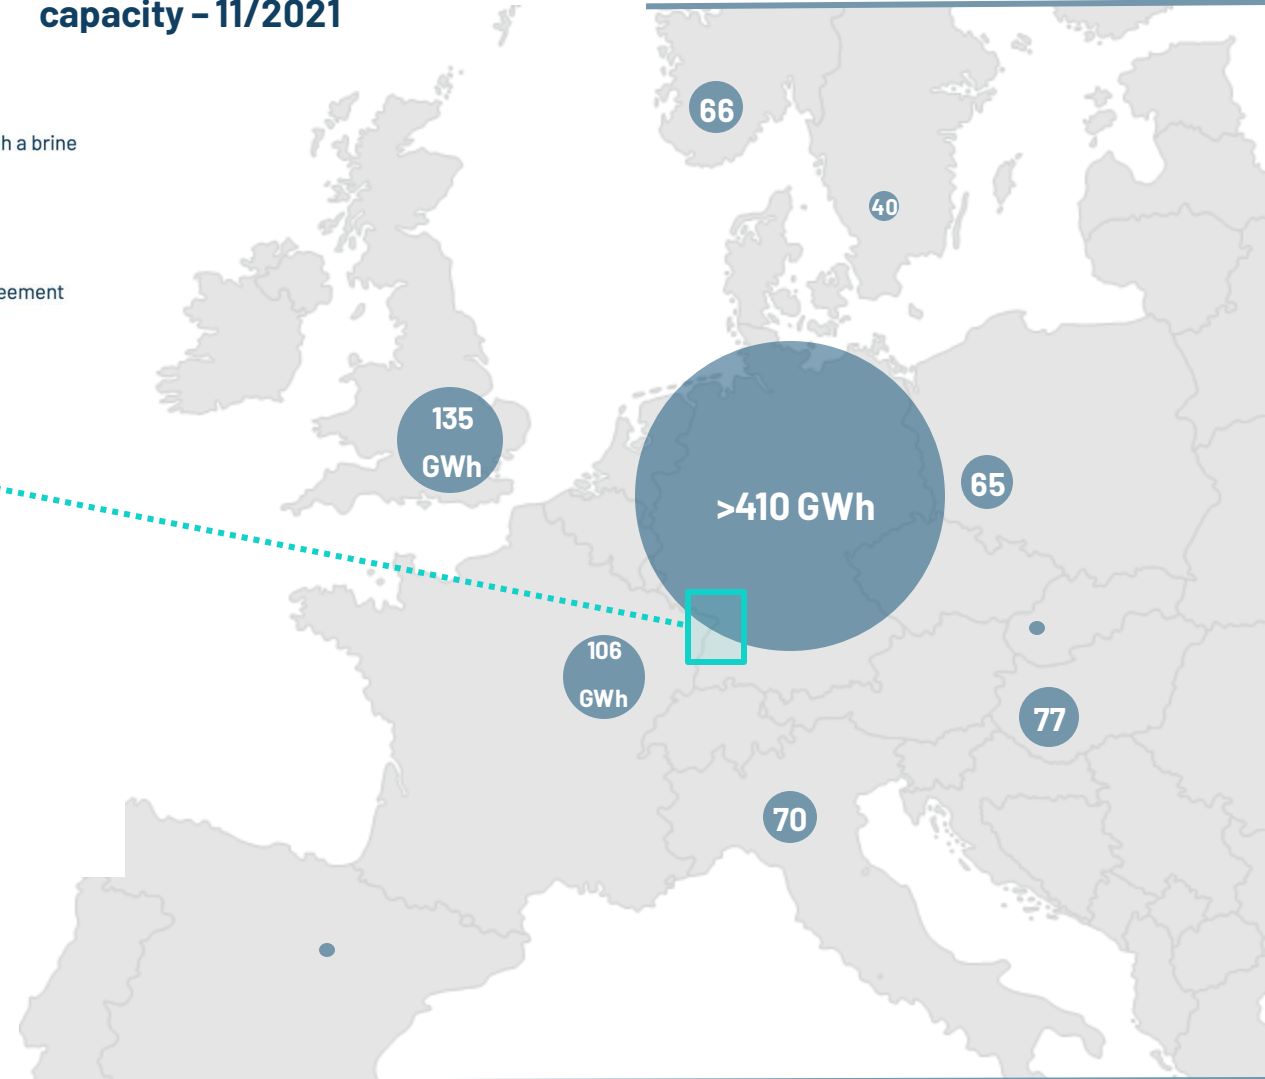 capacity – 11/2021
h a brine
eement
66
40
135
GWh
>410 GWh
65
106
GWh
77
70